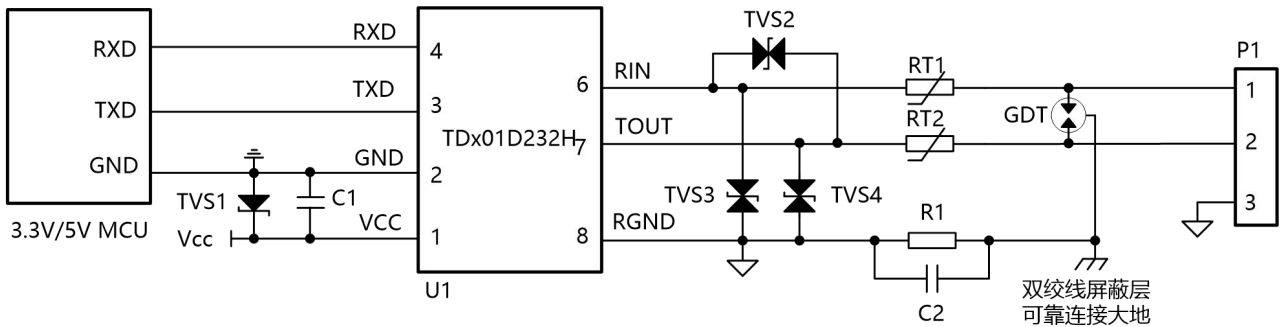 TVS2
RXD
RXD
4
P1
TXD
TXD
3
TDx01D232H
6
RIN
RT1
1
GDT
7
TOUT
RT2
2
GND
GND
2
TVS1
C1
TVS3
TVS4
3
3.3V/5V MCU
Vcc
VCC
1
8
RGND
R1
U1
C2
双绞线屏蔽层
可靠连接大地